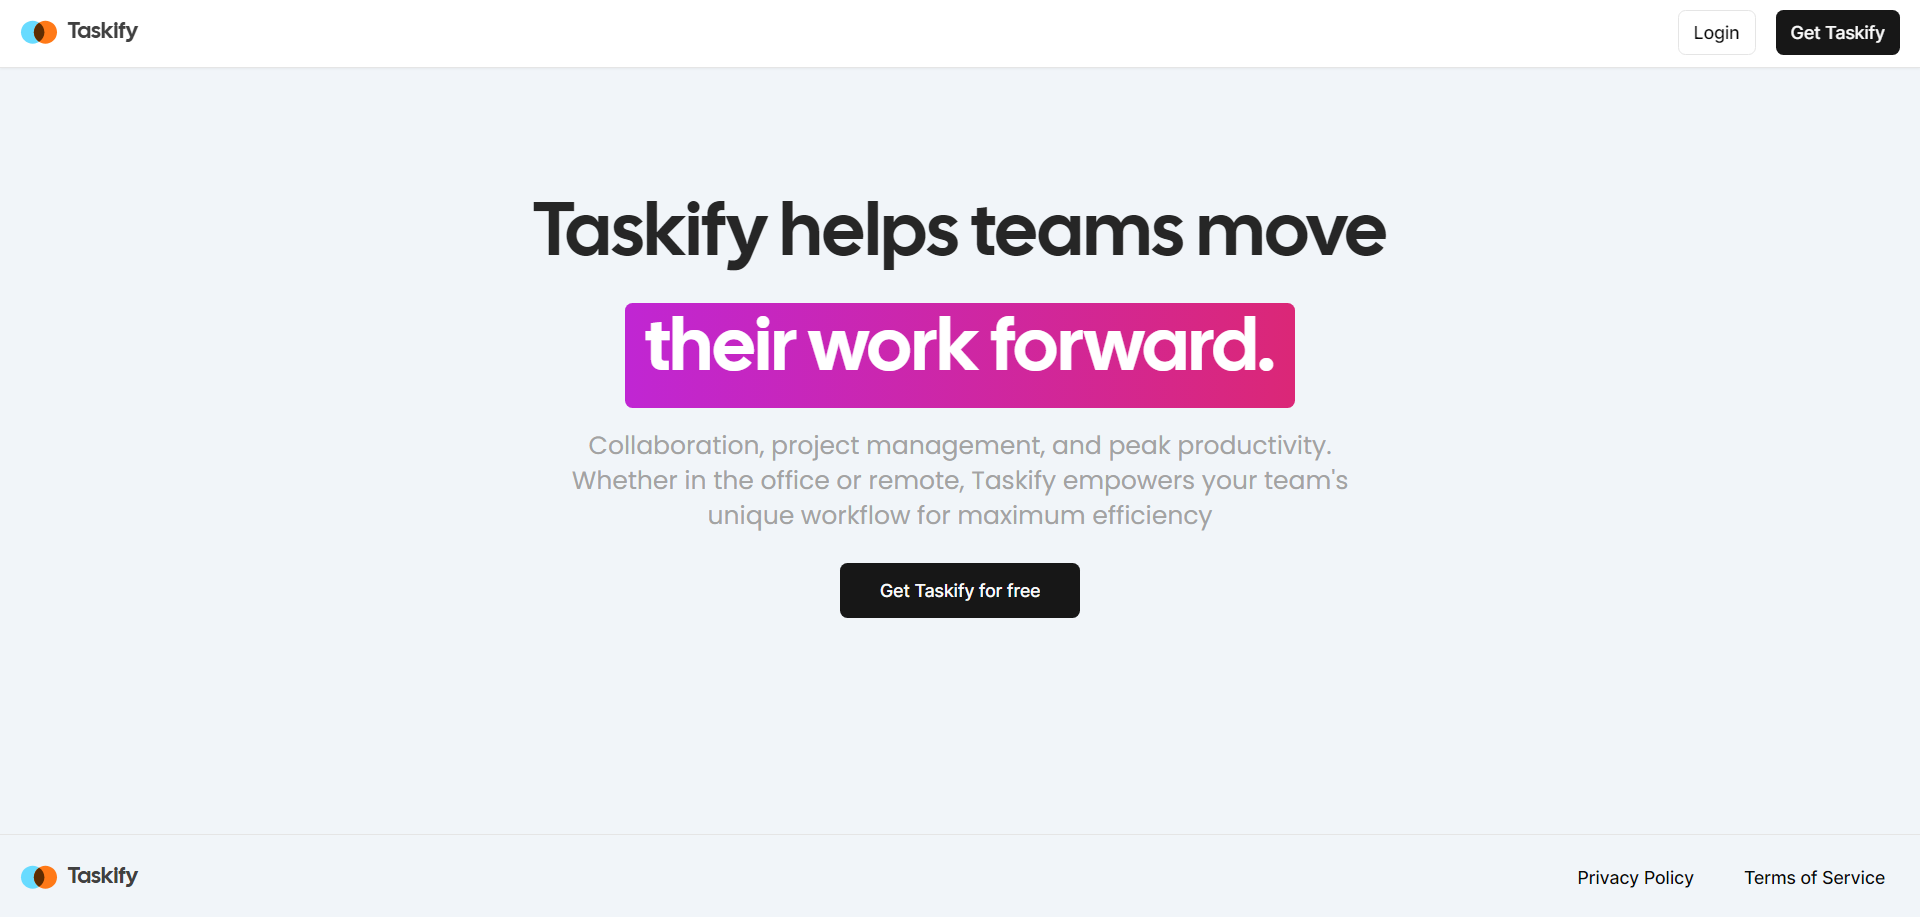 Taskify
Login
Get Taskify
Taskify helps teams move
their work forward.
Collaboration, project management, and peak productivity.
Whether in the office or remote, Taskify empowers your team's
unique workflow for maximum efficiency
Get Taskify for free
Taskify
Privacy Policy
Terms of Service